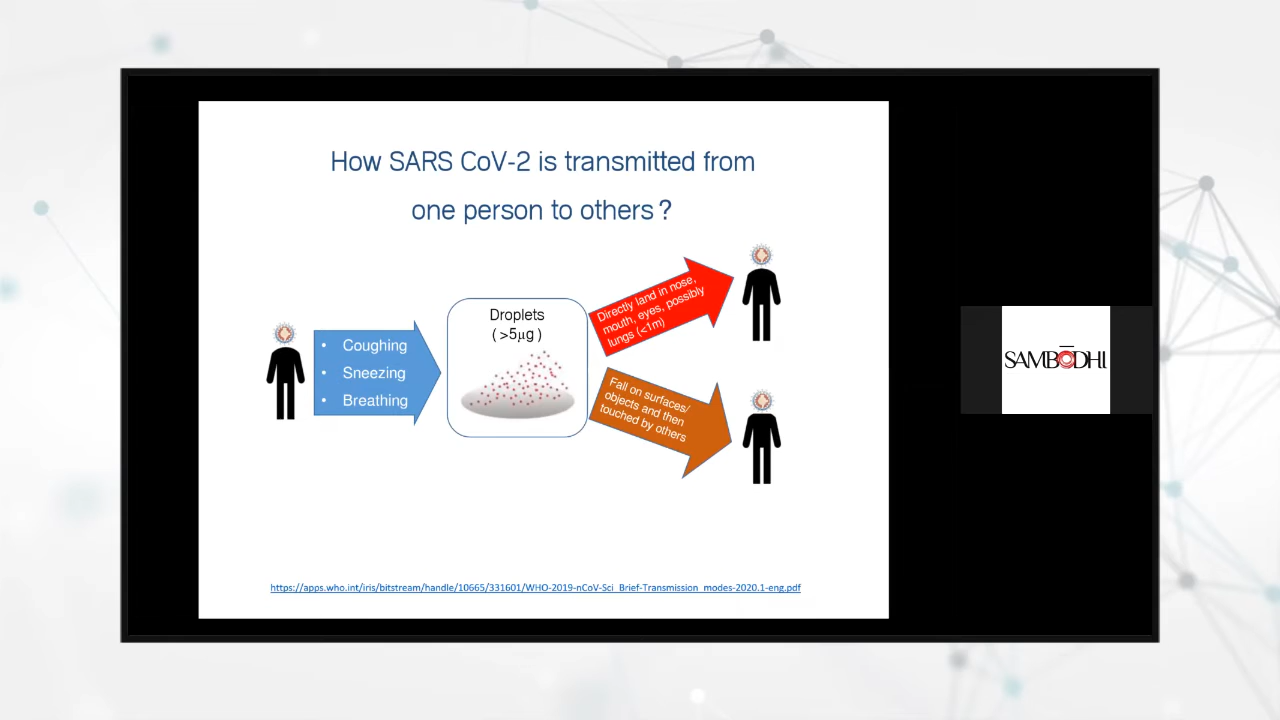 How SARS CoV-2 is transmitted from
one person to others ?
• Coughing
• Sneezing
• Breathing
Droplets
( >5µg )
Directly land in nose,
mouth, eyes, possibly
lungs (<1m)
Fall on surfaces/
objects and then
touched by others
https://apps.who.int/iris/bitstream/handle/10665/331601/WHO-2019-nCoV-Sci_Brief-Transmission_modes-2020.1-eng.pdf
SAMBŌDHI